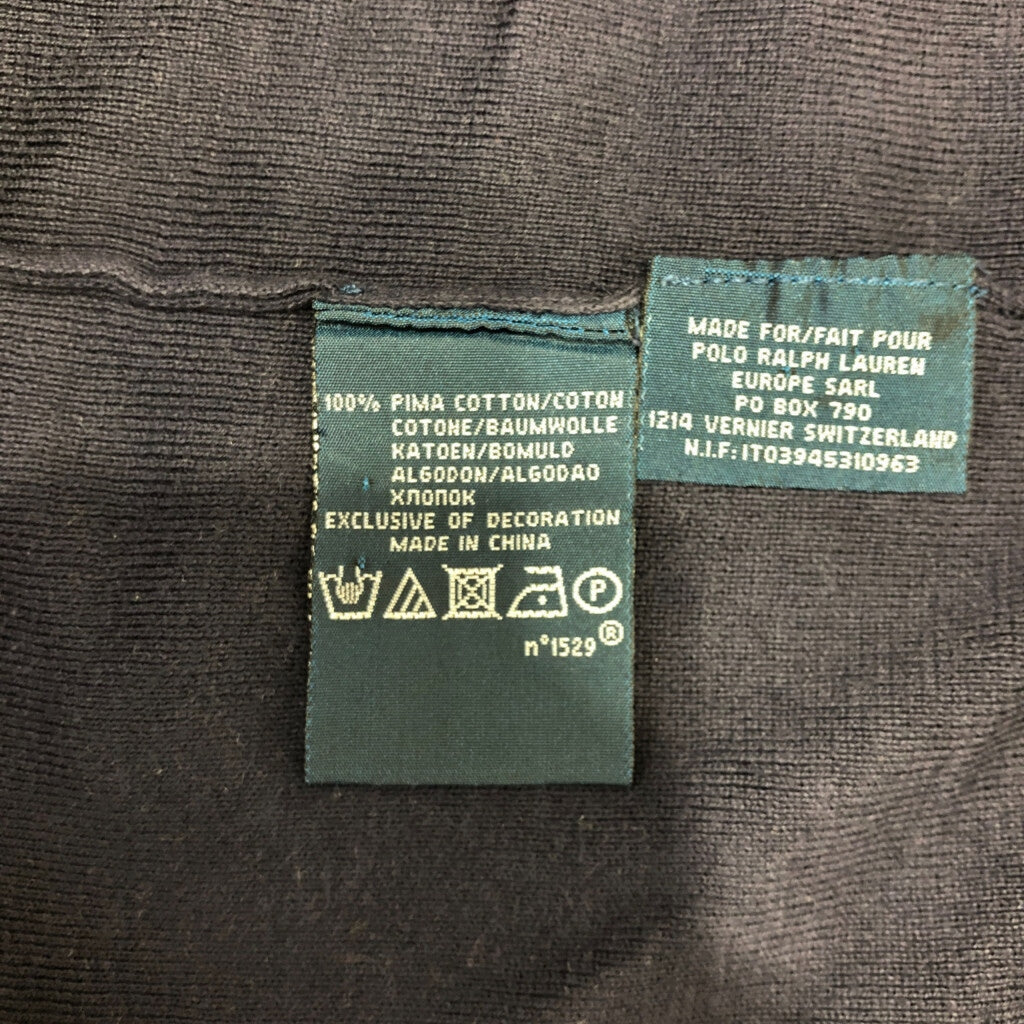 100% PIMA COTTON/COTON
COTONE/BAUMWOLLE
KATOEN/BOMULD
ALGODON/ALGODAO
ХЛОПОК
EXCLUSIVE OF DECORATION
MADE IN CHINA
P
n°1529®
MADE FOR/FAIT POUR
POLO RALPH LAUREN
EUROPE SARL
PO BOX 790
1214 VERNIER SWITZERLAND
N.I.F: IT03945310963